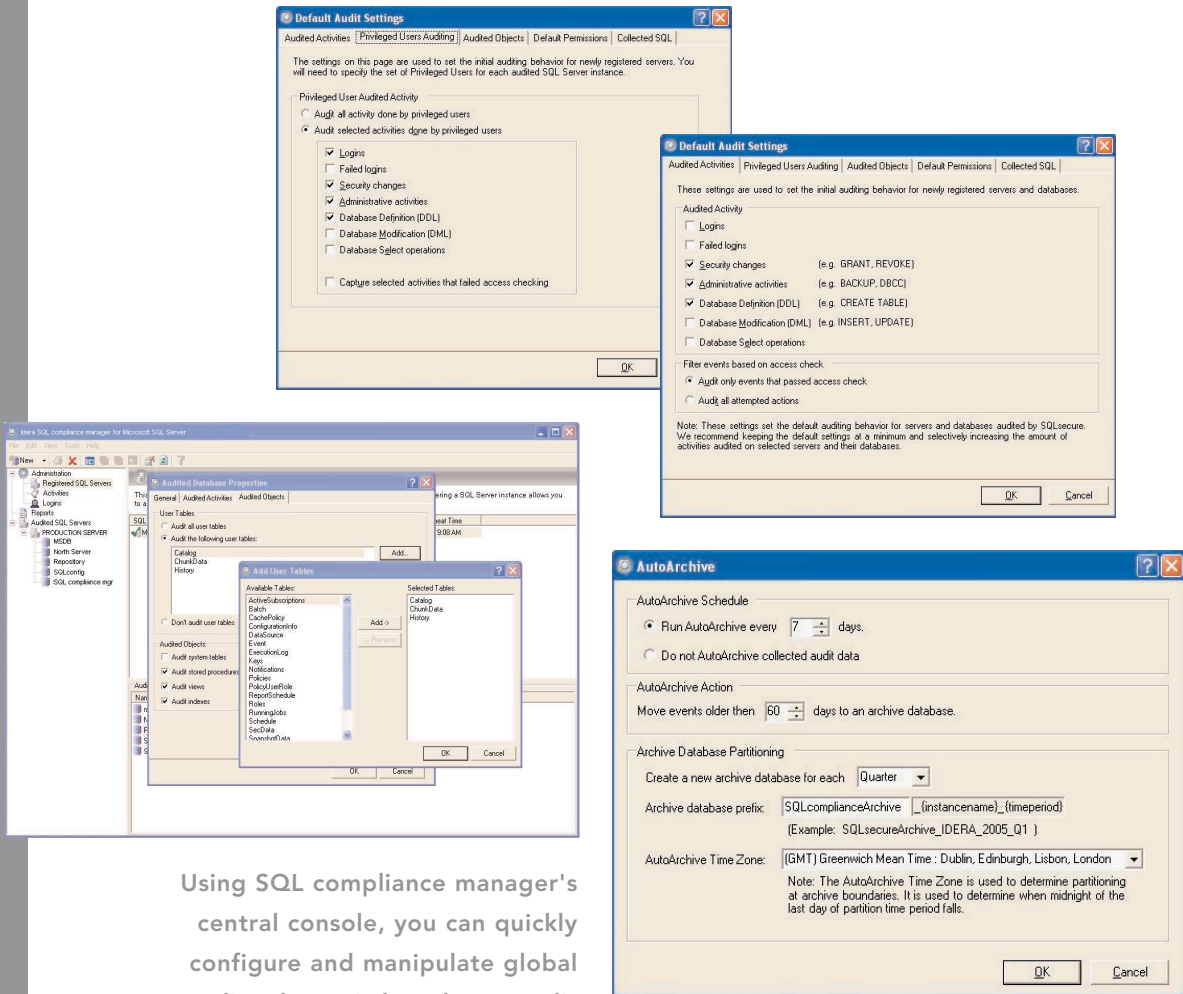 Default Audit Settings
Audited Activities Privileged Users Auditing Audited Objects Default Permissions Collected SQL
The settings on this page are used to set the initial auditing behavior for newly registered servers. You
will need to specify the set of Privileged Users for each audited SQL Server instance.
Privileged User Audited Activity
Audit all activity done by privileged users
Audit selected activities done by privileged users
Logins
Failed logins
Security changes
Administrative activities
Database Definition (DDL)
Database Modification (DML)
Database Select operations
Capture selected activities that failed access checking
OK
Default Audit Settings
Audited Activities Privileged Users Auditing Audited Objects Default Permissions Collected SQL
These settings are used to set the initial auditing behavior for newly registered servers and databases.
Audited Activity
Logins
Failed logins
Security changes (e.g. GRANT, REVOKE)
Administrative activities (e.g. BACKUP, DBCC)
Database Definition (DDL) (e.g. CREATE TABLE)
Database Modification (DML) (e.g. INSERT, UPDATE)
Database Select operations
Filter events based on access check
Audit only events that passed access check
Audit all attempted actions
Note: These settings set the default auditing behavior for servers and databases audited by SQLsecure.
We recommend keeping the default settings at a minimum and selectively increasing the amount of
activities audited on selected servers and their databases.
OK Cancel
Idera SQL compliance manager for Microsoft SQL Server
File Edit View Tools Help
New
Administration
Registered SQL Servers
Activities
Logins
Reports
Audited SQL Servers
PRODUCTION SERVER
MSDB
North Server
Repository
SQLconfig
SQL compliance mgr
ering a SQL Server instance allows you
eat Time
9:08 AM
Audited Database Properties
General Audited Activities Audited Objects
User Tables
Audit all user tables
Audit the following user tables:
Catalog
ChunkData
History
Add...
Don't audit user tables
Audited Objects:
Audit system tables
Audit stored procedures
Audit views
Audit indexes
OK Cancel
Add User Tables
Available Tables:
ActiveSubscriptions
Batch
CachePolicy
ConfigurationInfo
DataSource
Event
ExecutionLog
Keys
Notifications
Policies
PolicyUserRole
ReportSchedule
Roles
RunningJobs
Schedule
SecData
SnapshotData
Add ->
<- Remove
Selected Tables:
Catalog
ChunkData
History
OK Cancel
AutoArchive
AutoArchive Schedule
Run AutoArchive every 7 days.
Do not AutoArchive collected audit data
AutoArchive Action
Move events older then 60 days to an archive database.
Archive Database Partitioning
Create a new archive database for each Quarter
Archive database prefix: SQLcomplianceArchive _{instancename}_{timeperiod}
(Example: SQLsecureArchive_IDERA_2005_Q1 )
AutoArchive Time Zone: (GMT) Greenwich Mean Time : Dublin, Edinburgh, Lisbon, London
Note: The AutoArchive Time Zone is used to determine partitioning
at archive boundaries. It is used to determine when midnight of the
last day of partition time period falls.
OK Cancel
Using SQL compliance manager's
central console, you can quickly
configure and manipulate global